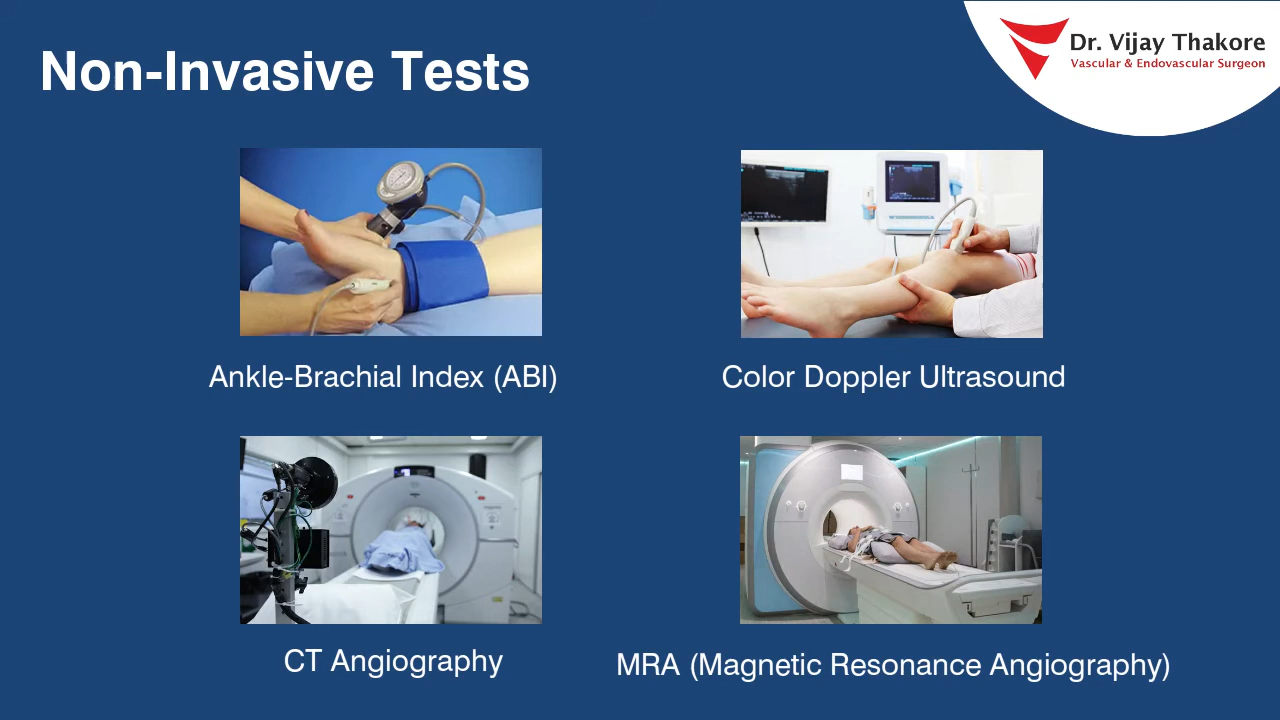 Non-Invasive Tests
Dr. Vijay Thakore
Vascular & Endovascular Surgeon
Ankle-Brachial Index (ABI)
Color Doppler Ultrasound
CT Angiography
MRA (Magnetic Resonance Angiography)